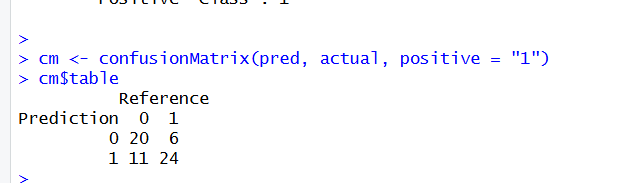 'Positive' Class : 1
>
> cm <- confusionMatrix(pred, actual, positive = "1")
> cm$table
          Reference
Prediction  0  1
         0 20  6
         1 11 24
>